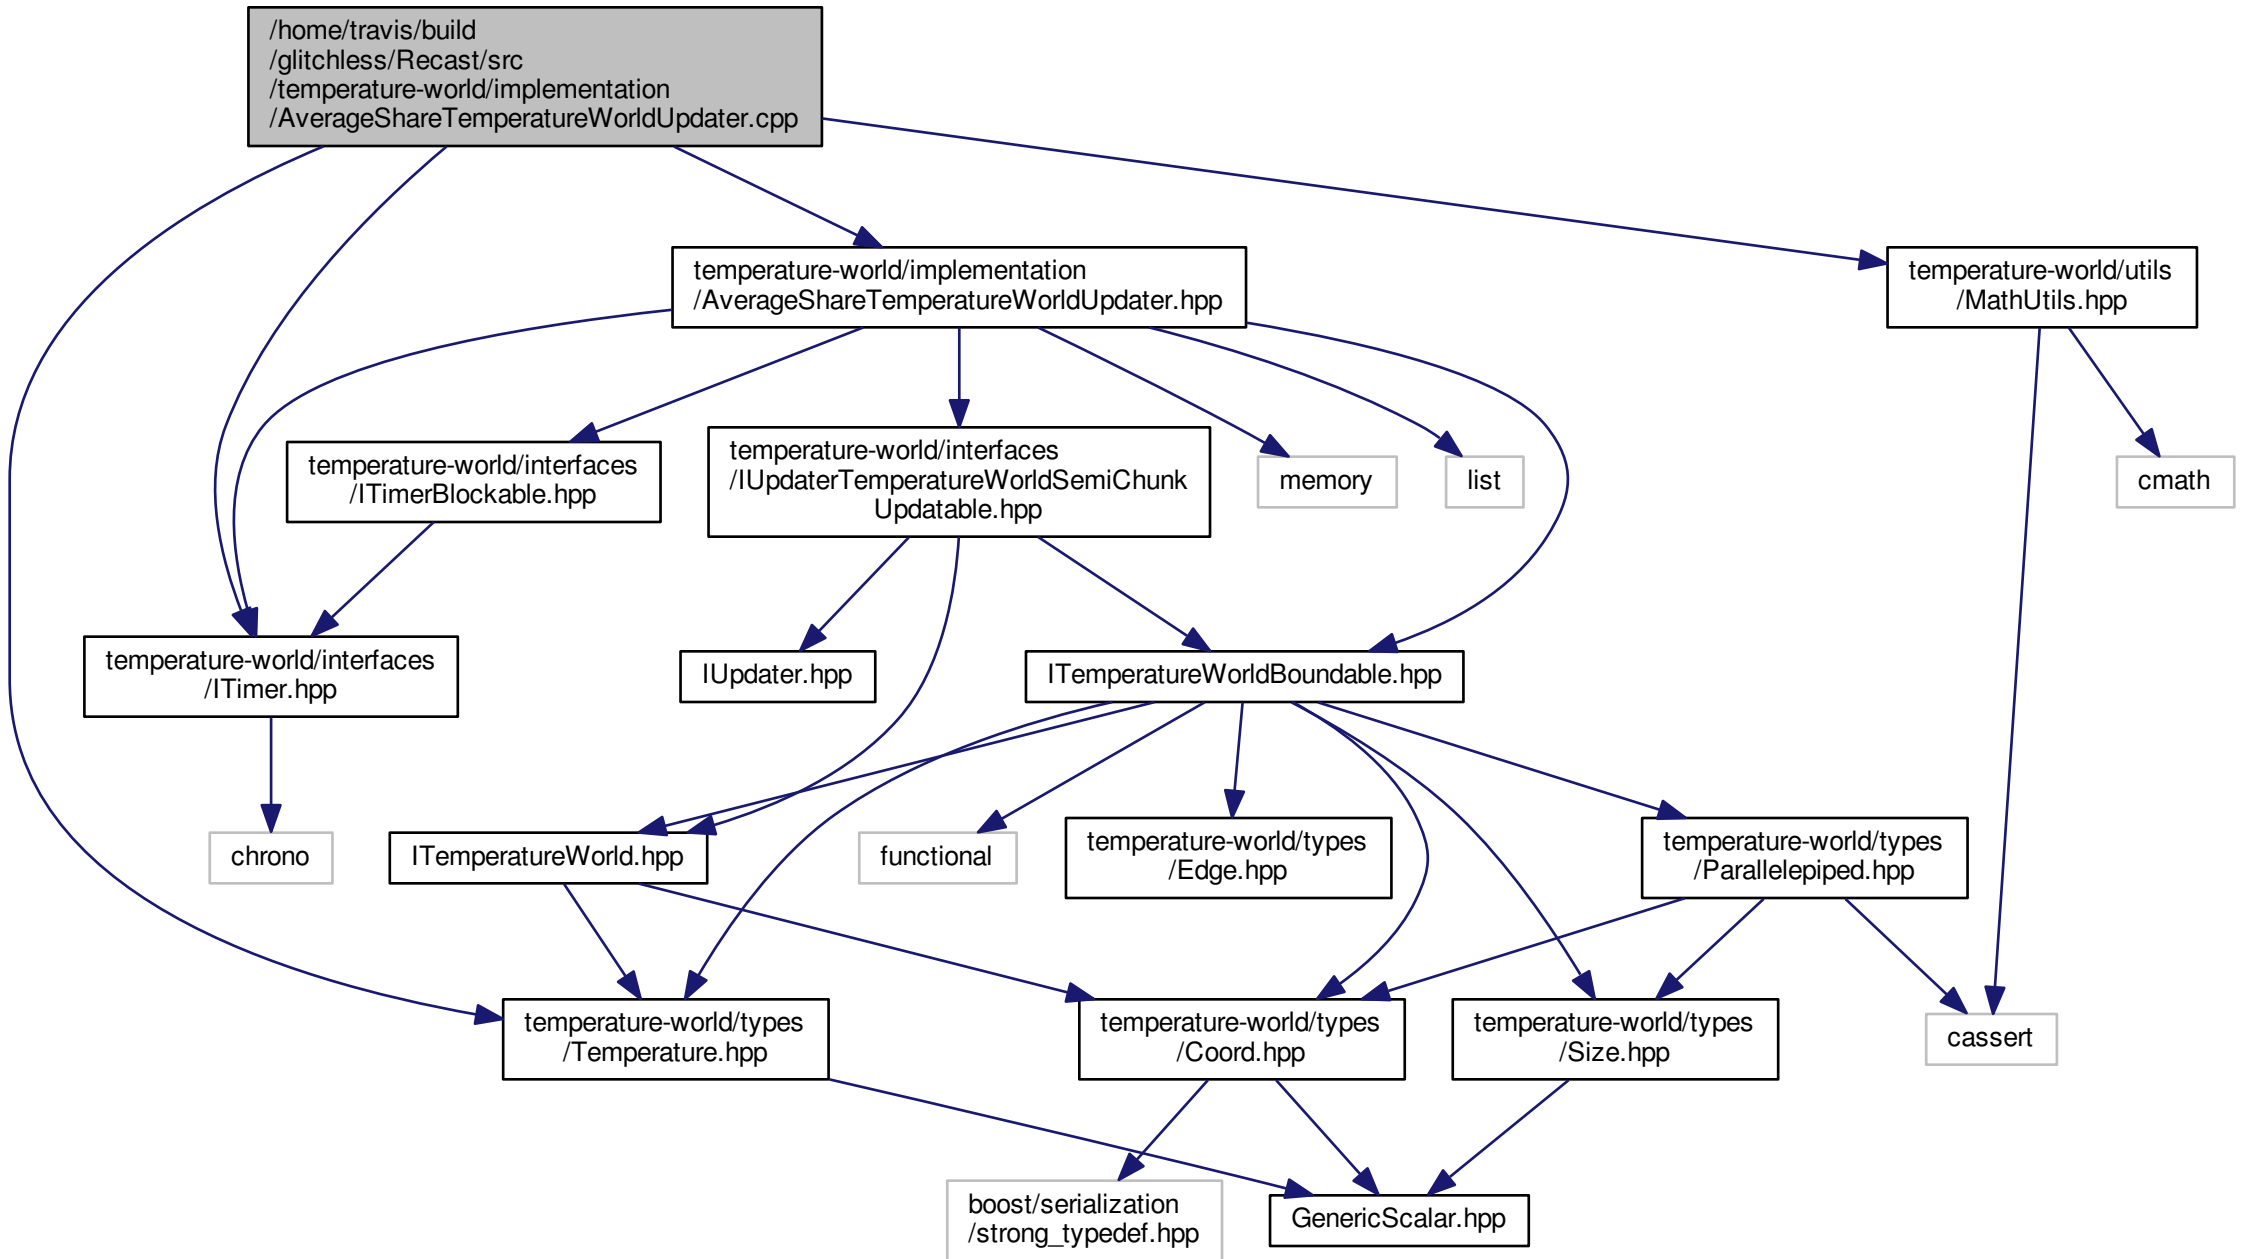 /home/travis/build
/glitchless/Recast/src
/temperature-world/implementation
/AverageShareTemperatureWorldUpdater.cpp
temperature-world/implementation
/AverageShareTemperatureWorldUpdater.hpp
temperature-world/utils
/MathUtils.hpp
temperature-world/interfaces
/ITimerBlockable.hpp
temperature-world/interfaces
/IUpdaterTemperatureWorldSemiChunk
Updatable.hpp
memory
list
cmath
temperature-world/interfaces
/ITimer.hpp
IUpdater.hpp
ITemperatureWorldBoundable.hpp
chrono
ITemperatureWorld.hpp
functional
temperature-world/types
/Edge.hpp
temperature-world/types
/Parallelepiped.hpp
temperature-world/types
/Temperature.hpp
temperature-world/types
/Coord.hpp
temperature-world/types
/Size.hpp
cassert
boost/serialization
/strong_typedef.hpp
GenericScalar.hpp